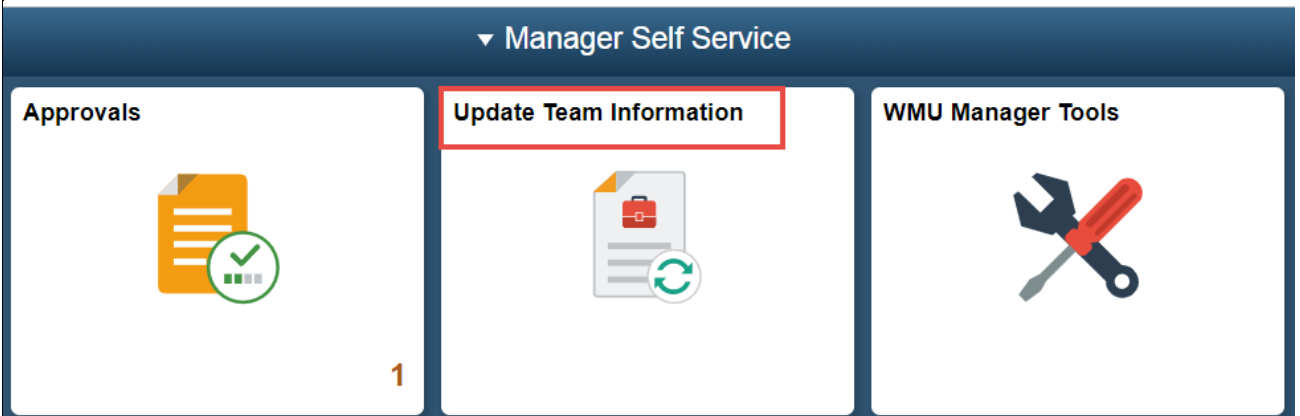 Manager Self Service
Approvals
Update Team Information
WMU Manager Tools
1